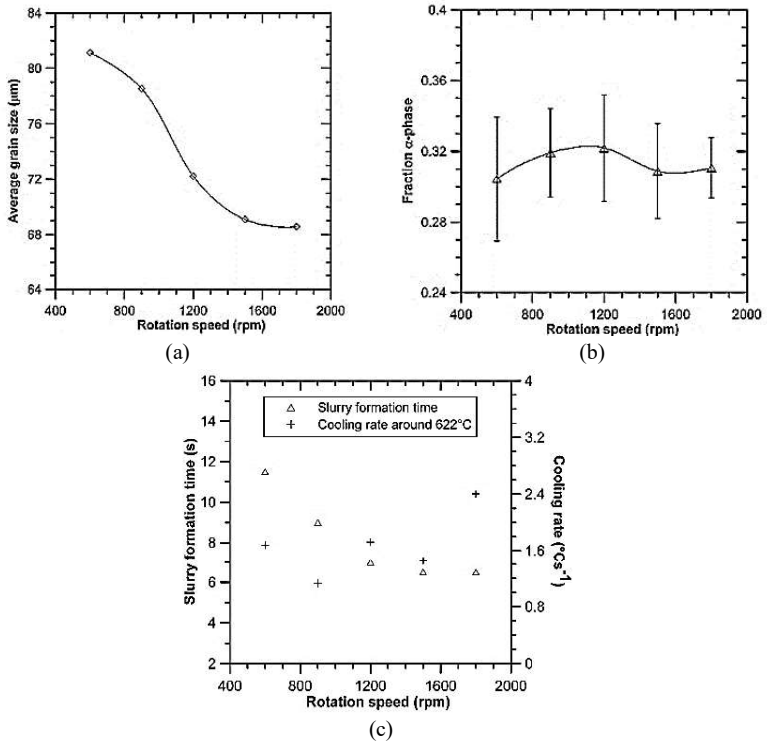 84
80
76
72
68
64
Average grain size (μm)
400 800 1200 1600 2000
Rotation speed (rpm)
(a)
0.4
0.36
0.32
0.28
0.24
Fraction α-phase
400 800 1200 1600 2000
Rotation speed (rpm)
(b)
16
14
12
10
8
6
4
2
Slurry formation time (s)
Slurry formation time
Cooling rate around 622°C
4
3.2
2.4
1.6
0.8
0
Cooling rate (°Cs-1)
400 800 1200 1600 2000
Rotation speed (rpm)
(c)